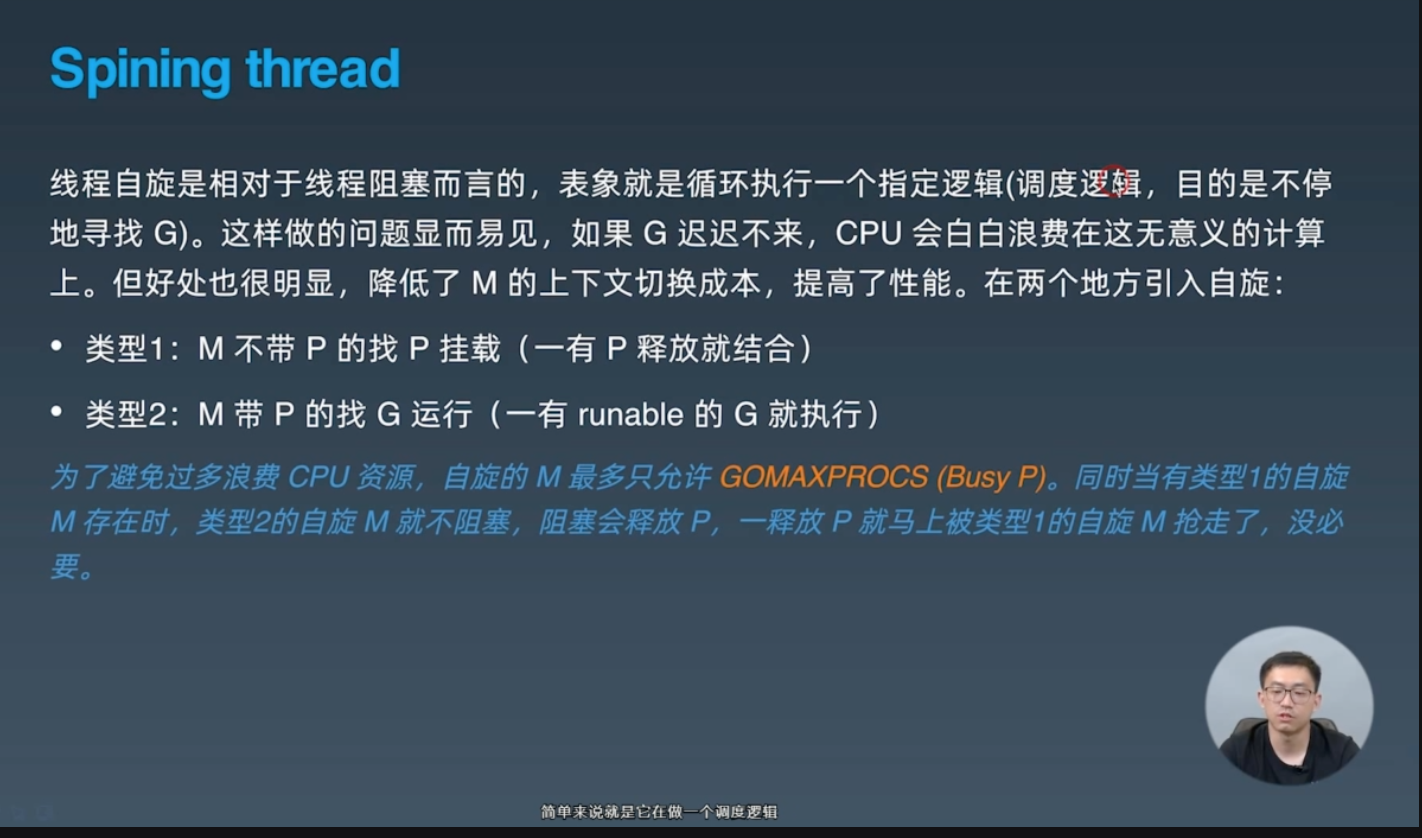 Spining thread
线程自旋是相对于线程阻塞而言的，表象就是循环执行一个指定逻辑(调度逻辑，目的是不停
地寻找 G)。这样做的问题显而易见，如果 G 迟迟不来，CPU 会白白浪费在这无意义的计算
上。但好处也很明显，降低了 M 的上下文切换成本，提高了性能。在两个地方引入自旋：
• 类型1：M 不带 P 的找 P 挂载（一有 P 释放就结合）
• 类型2：M 带 P 的找 G 运行（一有 runable 的 G 就执行）
为了避免过多浪费 CPU 资源，自旋的 M 最多只允许 GOMAXPROCS (Busy P)。同时当有类型1的自旋
M 存在时，类型2的自旋 M 就不阻塞，阻塞会释放 P，一释放 P 就马上被类型1的自旋 M 抢走了，没必
要。
简单来说就是它在做一个调度逻辑